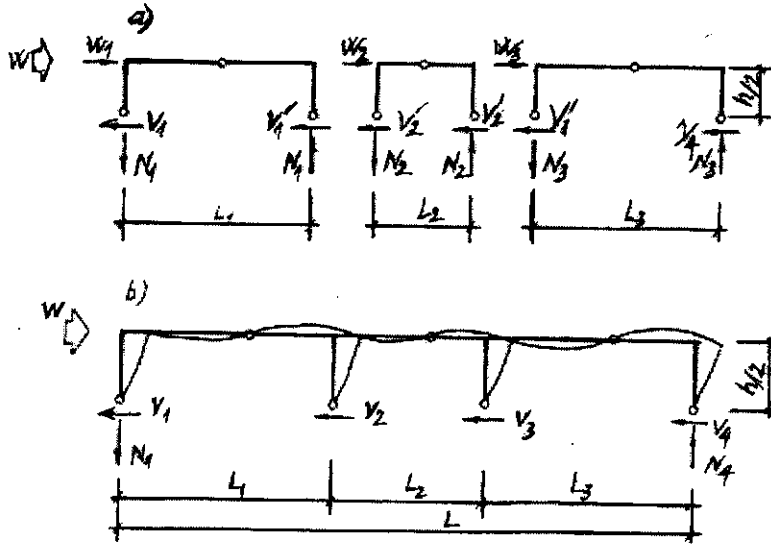 a)
W W1 W2 W3
h/2
V1 V1' V2' V2' V1' V4
N1 N1 N2 N2 N3 N3
L1 L2 L3
b)
W
h/2
V1 V2 V3 V4
N1 N4
L1 L2 L3
L